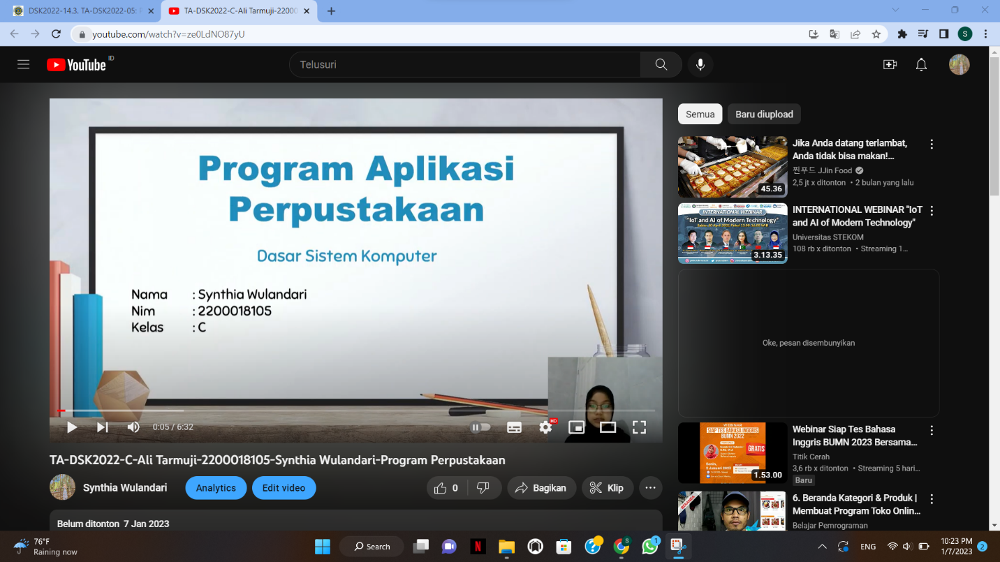 DSK2022-14.3. TA-DSK2022-05:
TA-DSK2022-C-Ali Tarmuji-22000
youtube.com/watch?v=ze0LdNO87yU
S
YouTube ID
Telusuri
Program Aplikasi
Perpustakaan
Dasar Sistem Komputer
Nama : Synthia Wulandari
Nim : 2200018105
Kelas : C
0:05 / 6:32
HD
TA-DSK2022-C-Ali Tarmuji-2200018105-Synthia Wulandari-Program Perpustakaan
Synthia Wulandari
Analytics
Edit video
0
Bagikan
Klip
Belum ditonton 7 Jan 2023
Semua
Baru diupload
45.36
Jika Anda datang terlambat,
Anda tidak bisa makan!...
찐푸드 JJin Food
2,5 jt x ditonton • 2 bulan yang lalu
INTERNATIONAL WEBINAR
"IoT and AI of Modern Technology"
3.13.35
INTERNATIONAL WEBINAR "IoT
and AI of Modern Technology"
Universitas STEKOM
108 rb x ditonton • Streaming 1...
Oke, pesan disembunyikan
WEBINAR
SIAP TES BAHASA INGGRIS
BUMN 2022
GRATIS
1.53.00
Webinar Siap Tes Bahasa
Inggris BUMN 2023 Bersama...
Titik Cerah
3,6 rb x ditonton • Streaming 5 hari...
Baru
BERANDA
6. Beranda Kategori & Produk |
Membuat Program Toko Onlin...
Belajar Pemrograman
76°F
Raining now
Search
N
S
1
ENG
10:23 PM
1/7/2023
2